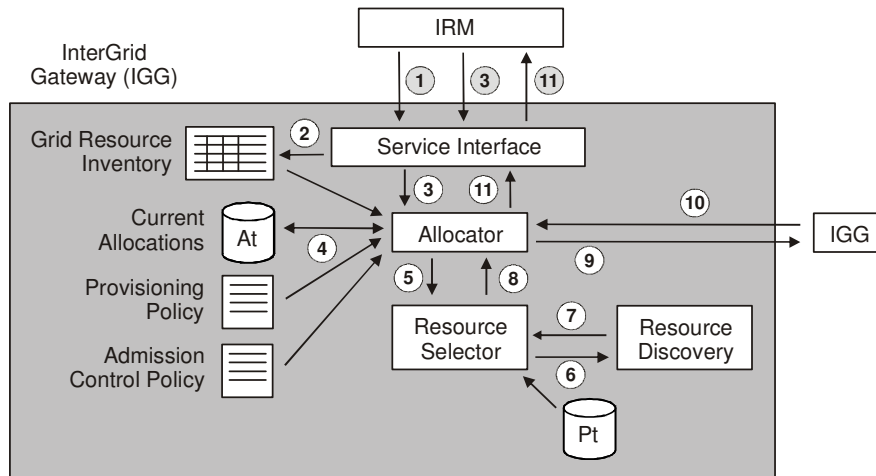 IRM
InterGrid
Gateway (IGG)
1
3
11
Grid Resource
Inventory
2
Service Interface
3
11
10
Current
Allocations
At
4
Allocator
9
IGG
5
8
Provisioning
Policy
Resource
Selector
7
6
Resource
Discovery
Admission
Control Policy
Pt